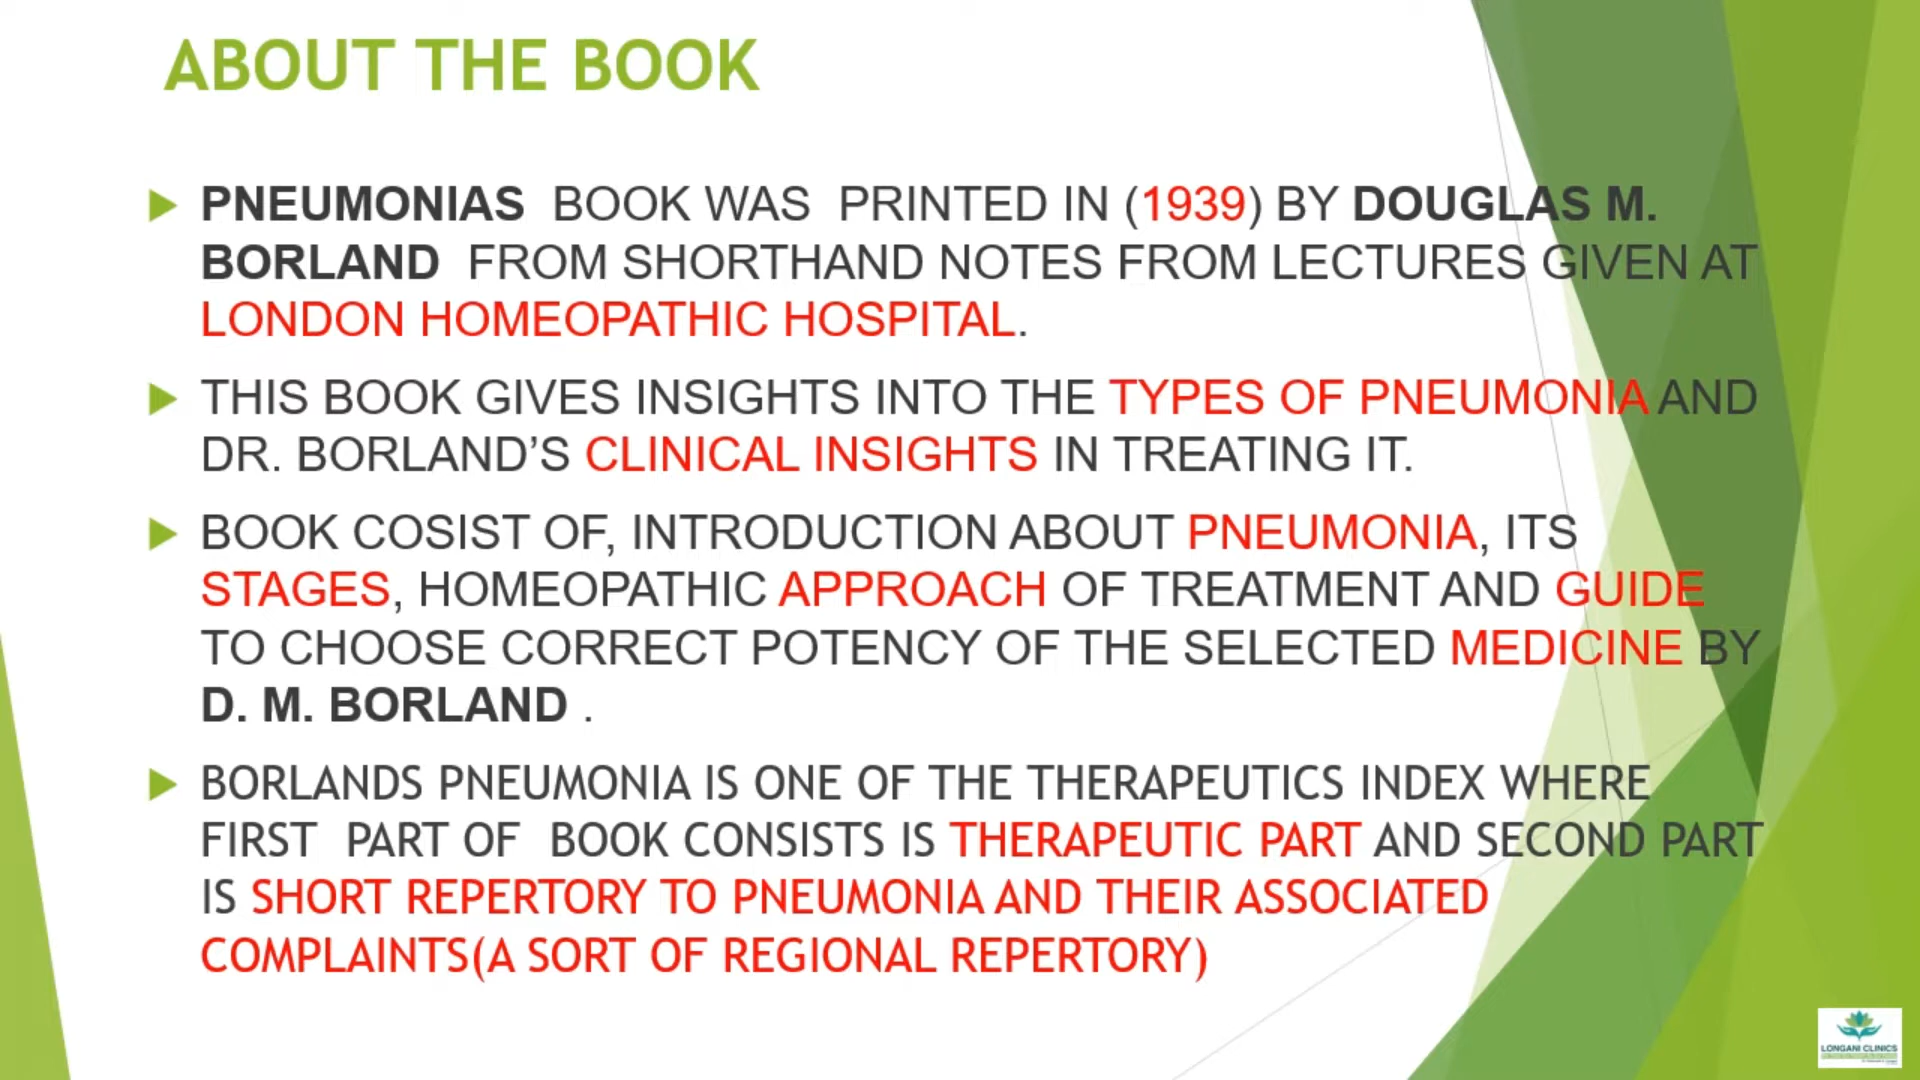 ABOUT THE BOOK
PNEUMONIAS BOOK WAS PRINTED IN (1939) BY DOUGLAS M.
BORLAND FROM SHORTHAND NOTES FROM LECTURES GIVEN AT
LONDON HOMEOPATHIC HOSPITAL.
THIS BOOK GIVES INSIGHTS INTO THE TYPES OF PNEUMONIA AND
DR. BORLAND’S CLINICAL INSIGHTS IN TREATING IT.
BOOK COSIST OF, INTRODUCTION ABOUT PNEUMONIA, ITS
STAGES, HOMEOPATHIC APPROACH OF TREATMENT AND GUIDE
TO CHOOSE CORRECT POTENCY OF THE SELECTED MEDICINE BY
D. M. BORLAND .
BORLANDS PNEUMONIA IS ONE OF THE THERAPEUTICS INDEX WHERE
FIRST PART OF BOOK CONSISTS IS THERAPEUTIC PART AND SECOND PART
IS SHORT REPERTORY TO PNEUMONIA AND THEIR ASSOCIATED
COMPLAINTS(A SORT OF REGIONAL REPERTORY)
LONGANI CLINICS